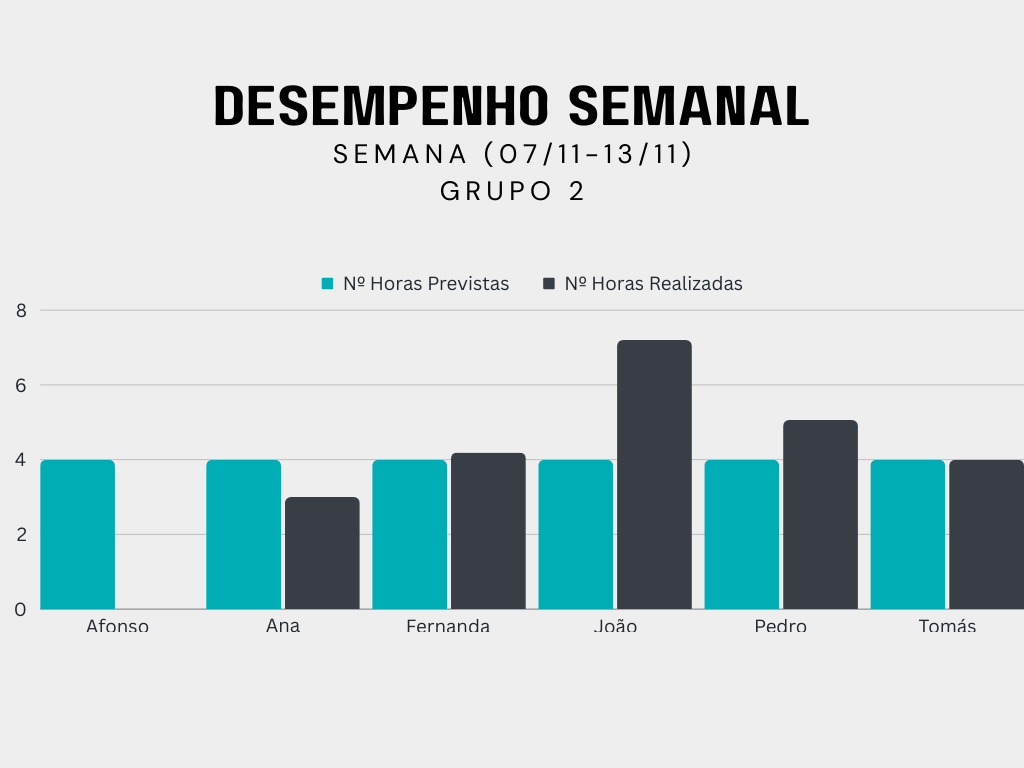 DESEMPENHO SEMANAL
SEMANA (07/11-13/11)
GRUPO 2
Nº Horas Previstas Nº Horas Realizadas
8
6
4
2
0
Afonso Ana Fernanda João Pedro Tomás